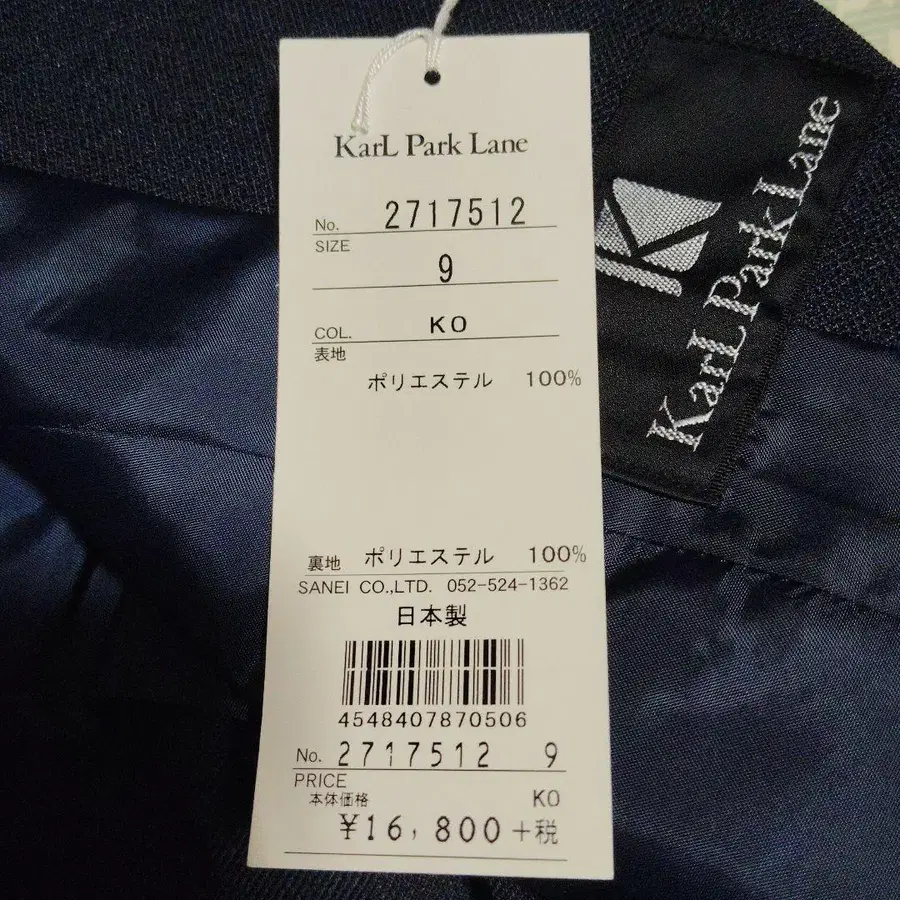 KarL Park Lane
No. 2717512
SIZE
9
COL. KO
表地
ポリエステル 100%
裏地 ポリエステル 100%
SANEI CO.,LTD. 052-524-1362
日本製
4548407870506
No. 2717512 9
PRICE
本体価格 KO
¥16,800+税
K
KarL Park Lane